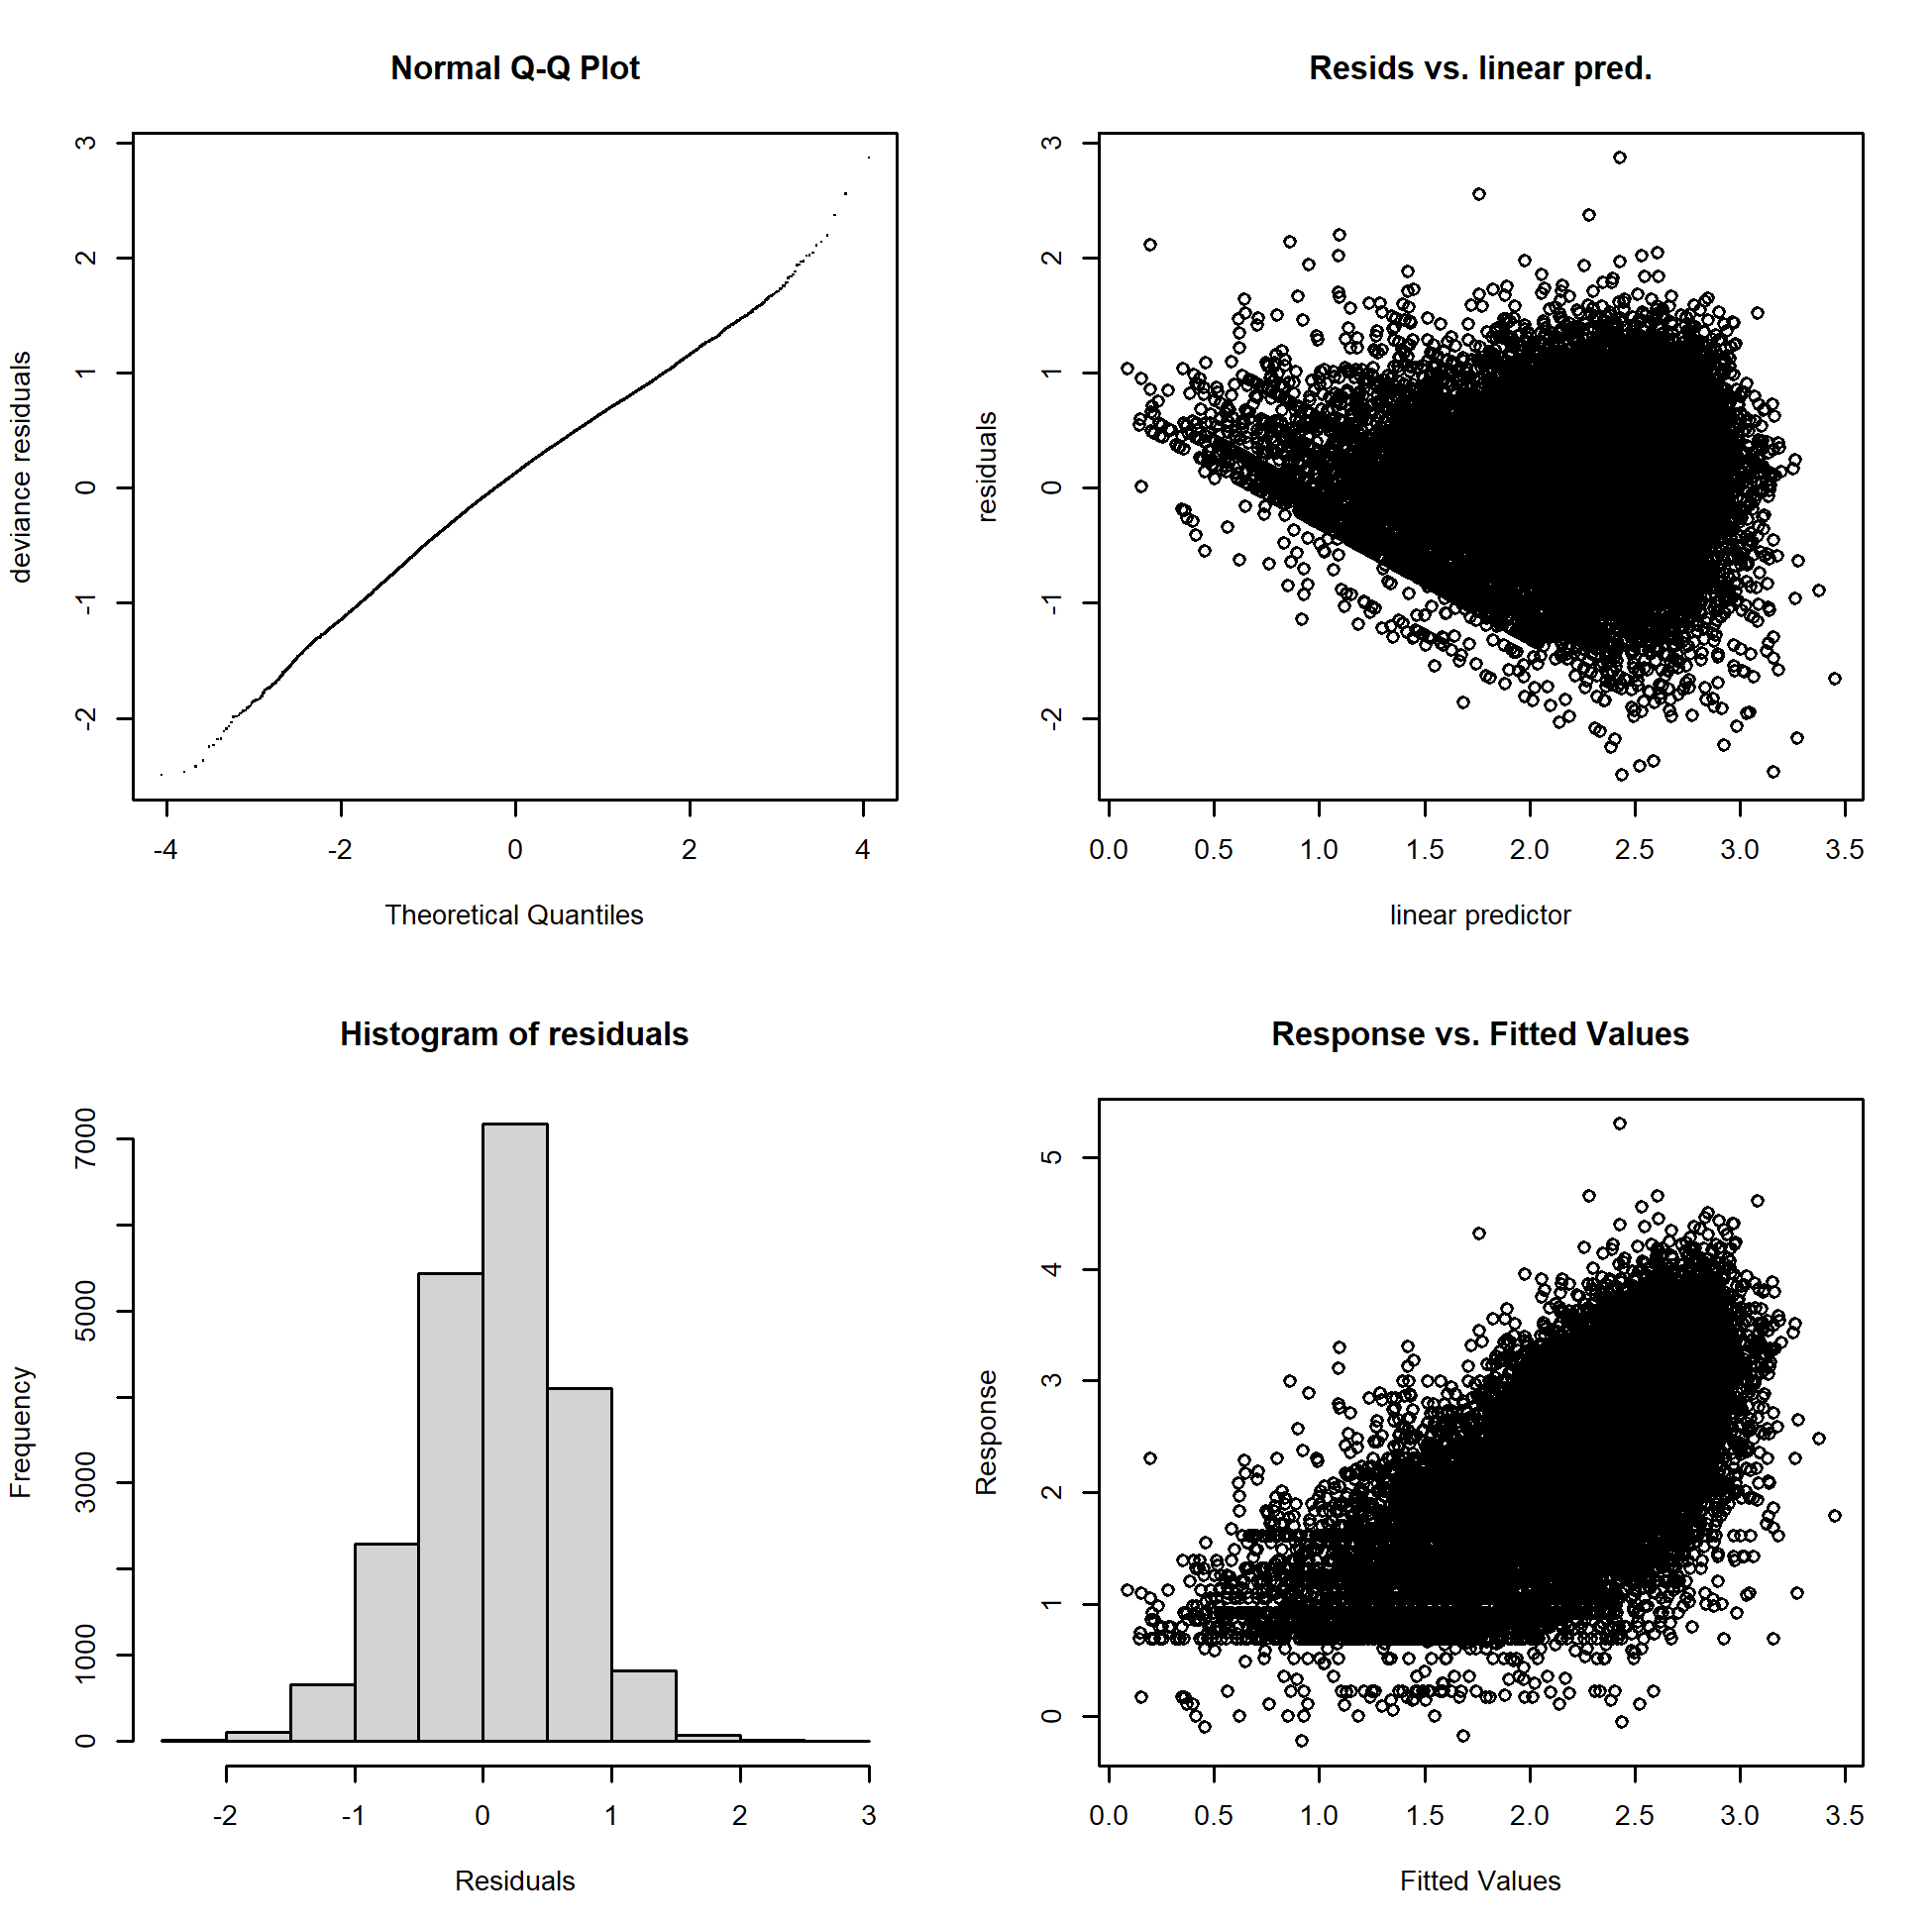 Normal Q-Q Plot
deviance residuals
3
2
1
0
-1
-2
-4 -2 0 2 4
Theoretical Quantiles
Resids vs. linear pred.
residuals
3
2
1
0
-1
-2
0.0 0.5 1.0 1.5 2.0 2.5 3.0 3.5
linear predictor
Histogram of residuals
Frequency
7000
5000
3000
1000
0
-2 -1 0 1 2 3
Residuals
Response vs. Fitted Values
Response
5
4
3
2
1
0
0.0 0.5 1.0 1.5 2.0 2.5 3.0 3.5
Fitted Values